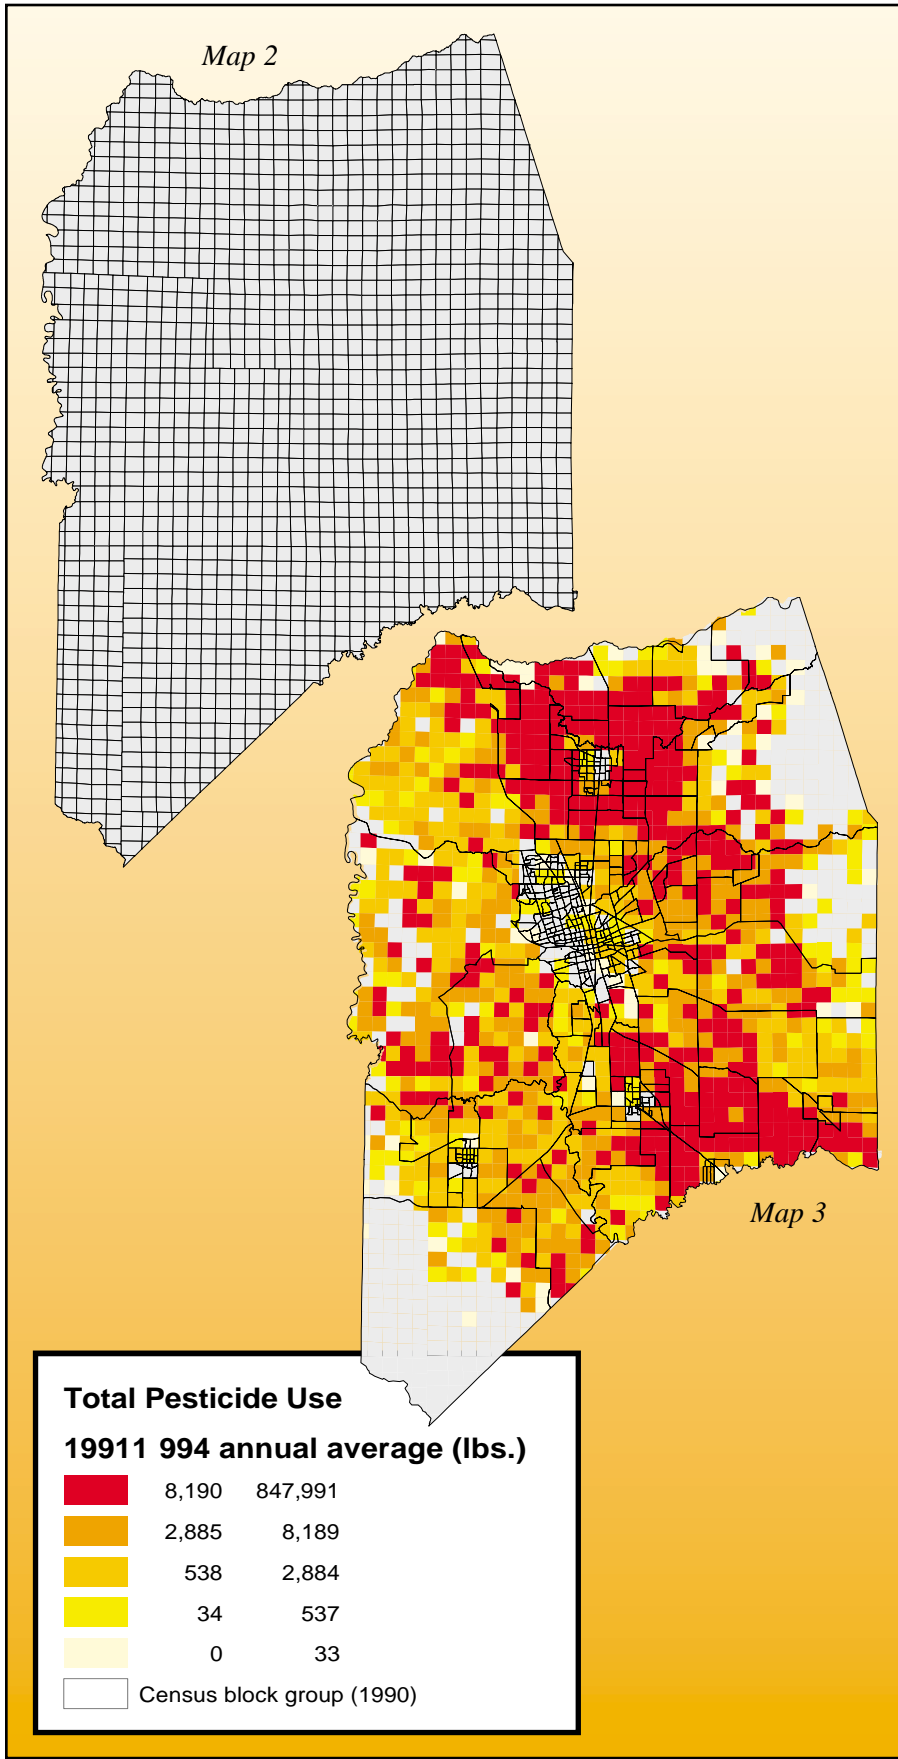 Map 2
Map 3
Total Pesticide Use
19911 994 annual average (lbs.)
8,190 847,991
2,885 8,189
538 2,884
34 537
0 33
Census block group (1990)